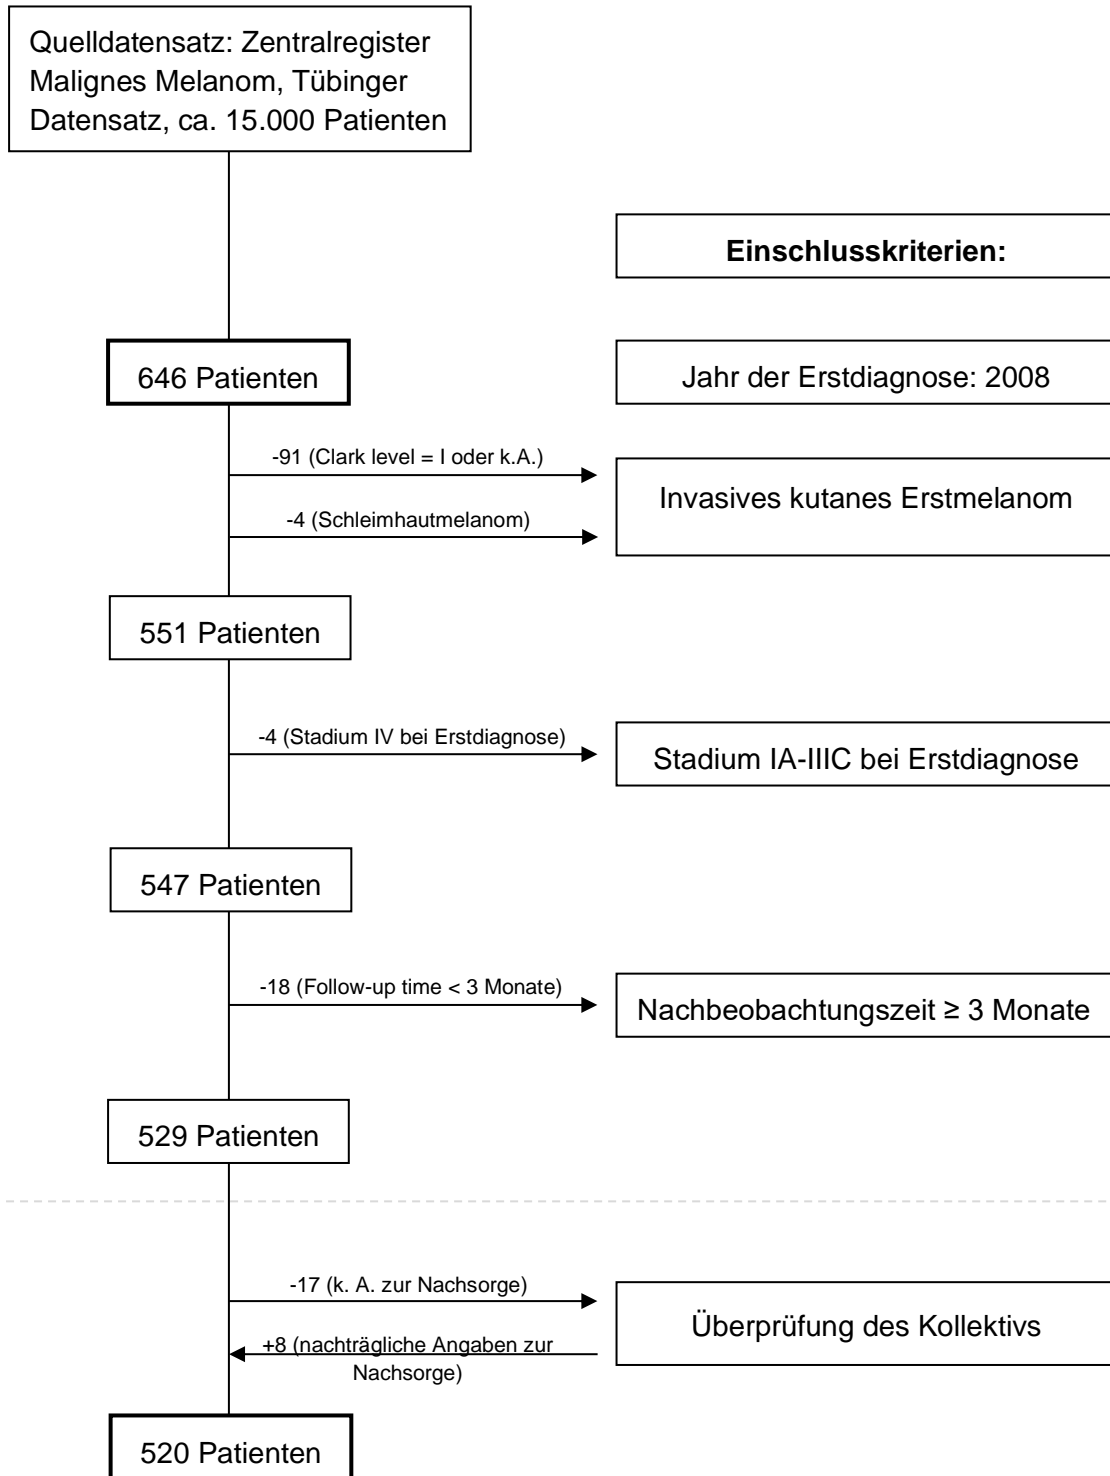 Quelldatensatz: Zentralregister
Malignes Melanom, Tübinger
Datensatz, ca. 15.000 Patienten
Einschlusskriterien:
646 Patienten
Jahr der Erstdiagnose: 2008
-91 (Clark level = I oder k.A.)
Invasives kutanes Erstmelanom
-4 (Schleimhautmelanom)
551 Patienten
-4 (Stadium IV bei Erstdiagnose)
Stadium IA-IIIC bei Erstdiagnose
547 Patienten
-18 (Follow-up time < 3 Monate)
Nachbeobachtungszeit ≥ 3 Monate
529 Patienten
-17 (k. A. zur Nachsorge)
Überprüfung des Kollektivs
+8 (nachträgliche Angaben zur
Nachsorge)
520 Patienten